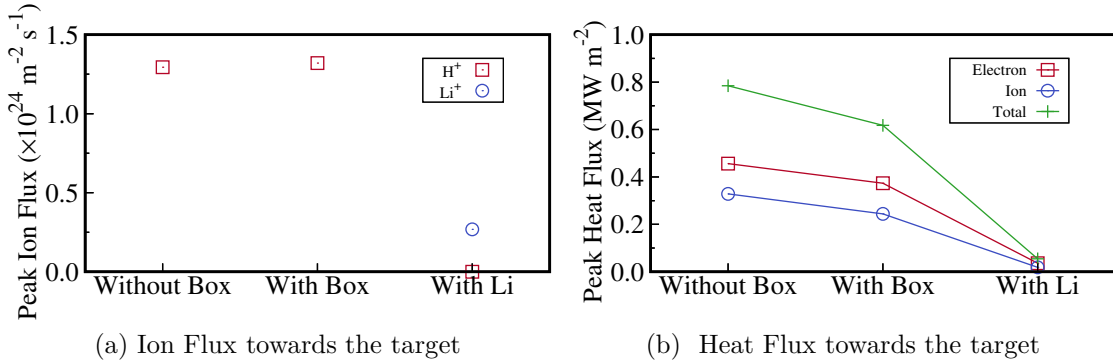 Peak Ion Flux (×10²⁴ m⁻² s⁻¹)
1.5
1.0
0.5
0.0
H⁺
Li⁺
Without Box
With Box
With Li
(a) Ion Flux towards the target
Peak Heat Flux (MW m⁻²)
1.0
0.8
0.6
0.4
0.2
0.0
Electron
Ion
Total
Without Box
With Box
With Li
(b) Heat Flux towards the target